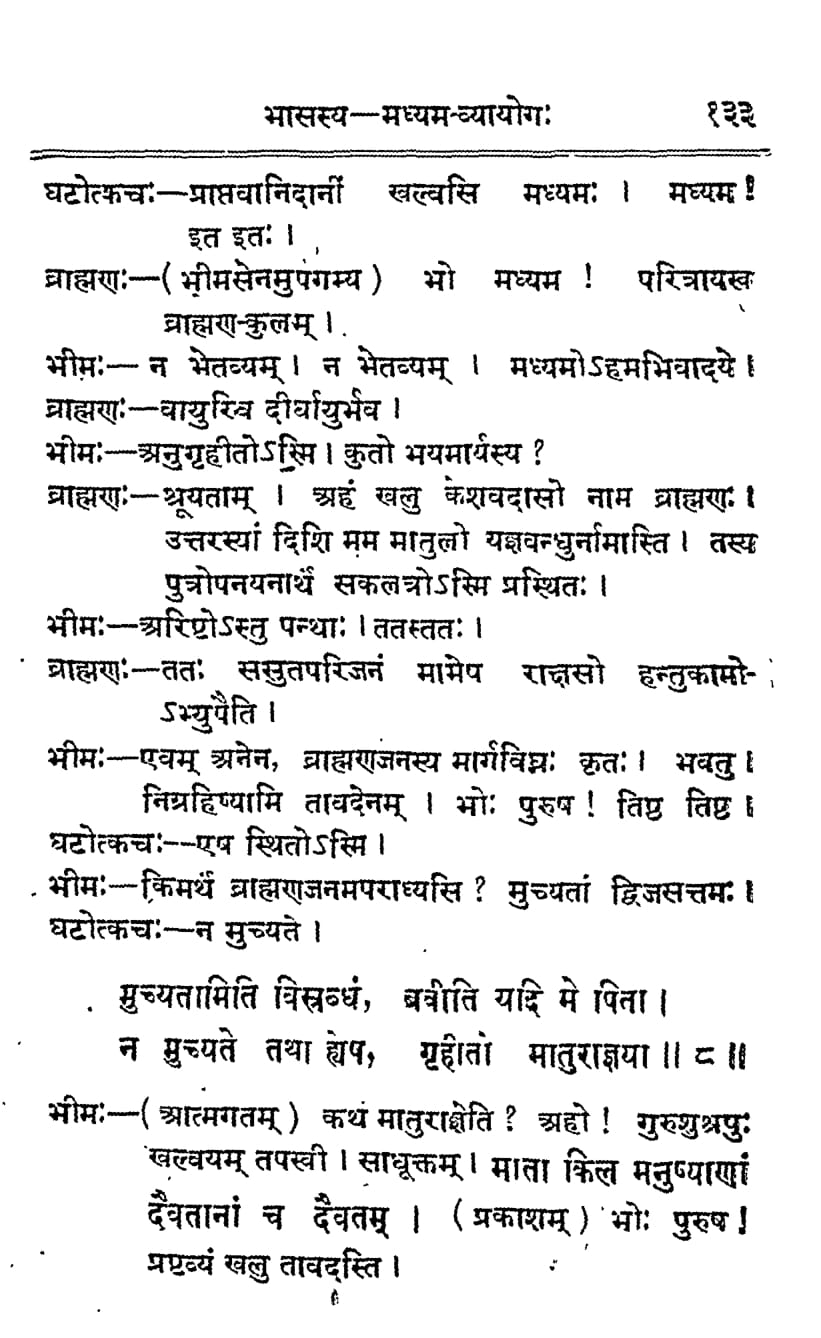 भासस्य—मध्यम-व्यायोगः १३३
घटोत्कचः—प्राप्तवानिदानीं खल्वसि मध्यमः । मध्यम !
इत इतः ।
ब्राह्मणः—( भीमसेनमुपगम्य ) भो मध्यम ! परित्रायस्व
ब्राह्मण-कुलम् ।
भीमः— न भेतव्यम् । न भेतव्यम् । मध्यमोऽहमभिवादये ।
ब्राह्मणः—वायुरिव दीर्घायुर्भव ।
भीमः—अनुगृहीतोऽस्मि । कुतो भयमार्यस्य ?
ब्राह्मणः—श्रूयताम् । अहं खलु केशवदासो नाम ब्राह्मणः ।
उत्तरस्यां दिशि मम मातुलो यज्ञबन्धुर्नामास्ति । तस्य
पुत्रोपनयनार्थं सकलत्रोऽस्मि प्रस्थितः ।
भीमः—अरिष्टोऽस्तु पन्थाः । ततस्ततः ।
ब्राह्मणः—ततः ससुतपरिजनं मामेष राक्षसो हन्तुकामो-
ऽभ्युपैति ।
भीमः—एवम् अनेन, ब्राह्मणजनस्य मार्गविघ्नः कृतः । भवतु ।
निग्रहिष्यामि तावदेनम् । भोः पुरुष ! तिष्ठ तिष्ठ ।
घटोत्कचः—एष स्थितोऽस्मि ।
भीमः—किमर्थं ब्राह्मणजनमपराध्यसि ? मुच्यतां द्विजसत्तमः ।
घटोत्कचः—न मुच्यते ।
मुच्यतामिति विस्रब्धं, ब्रवीति यदि मे पिता ।
न मुच्यते तथा ह्येष, गृहीतो मातुराज्ञया ॥ ८ ॥
भीमः—( आत्मगतम् ) कथं मातुराज्ञेति ? अहो ! गुरुशुश्रषुः
खल्वयम् तपस्वी । साधूक्तम् । माता किल मनुष्याणां
दैवतानां च दैवतम् । ( प्रकाशम् ) भोः पुरुष !
प्रष्टव्यं खलु तावदस्ति ।